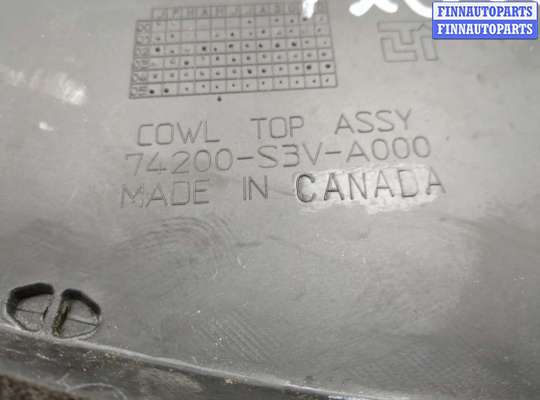 FINNAUTOPARTS
FINNAUTOPARTS
COWL TOP ASSY
74200-S3V-A000
MADE IN CANADA